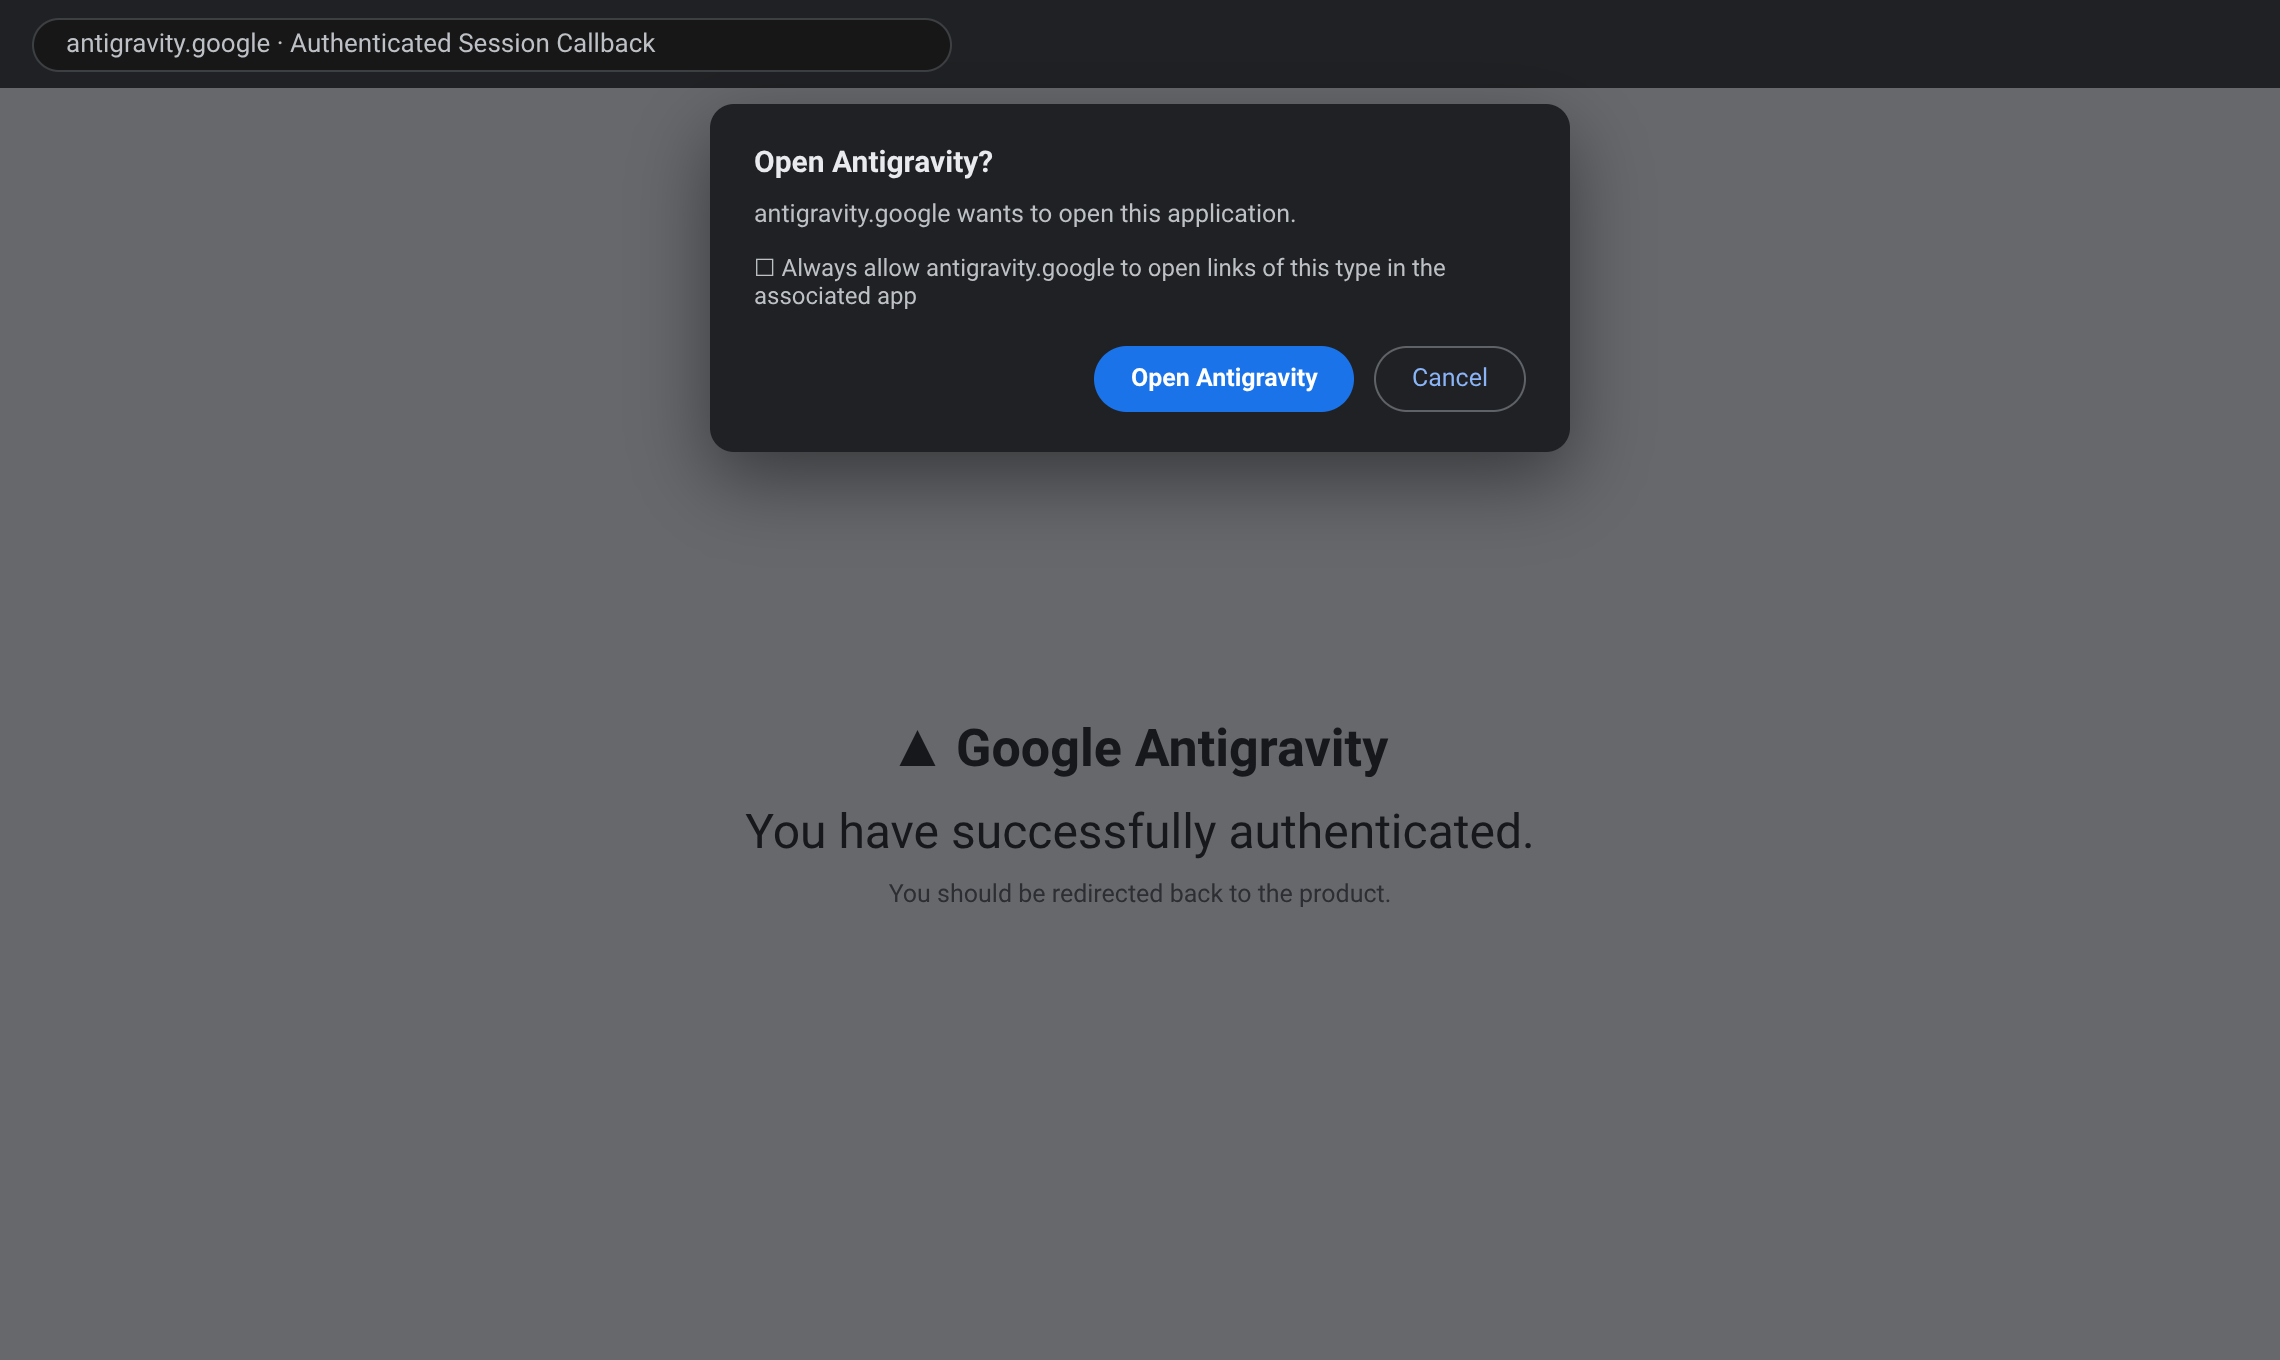 antigravity.google · Authenticated Session Callback
Open Antigravity?
antigravity.google wants to open this application.
☐ Always allow antigravity.google to open links of this type in the
associated app
Open Antigravity
Cancel
▲ Google Antigravity
You have successfully authenticated.
You should be redirected back to the product.